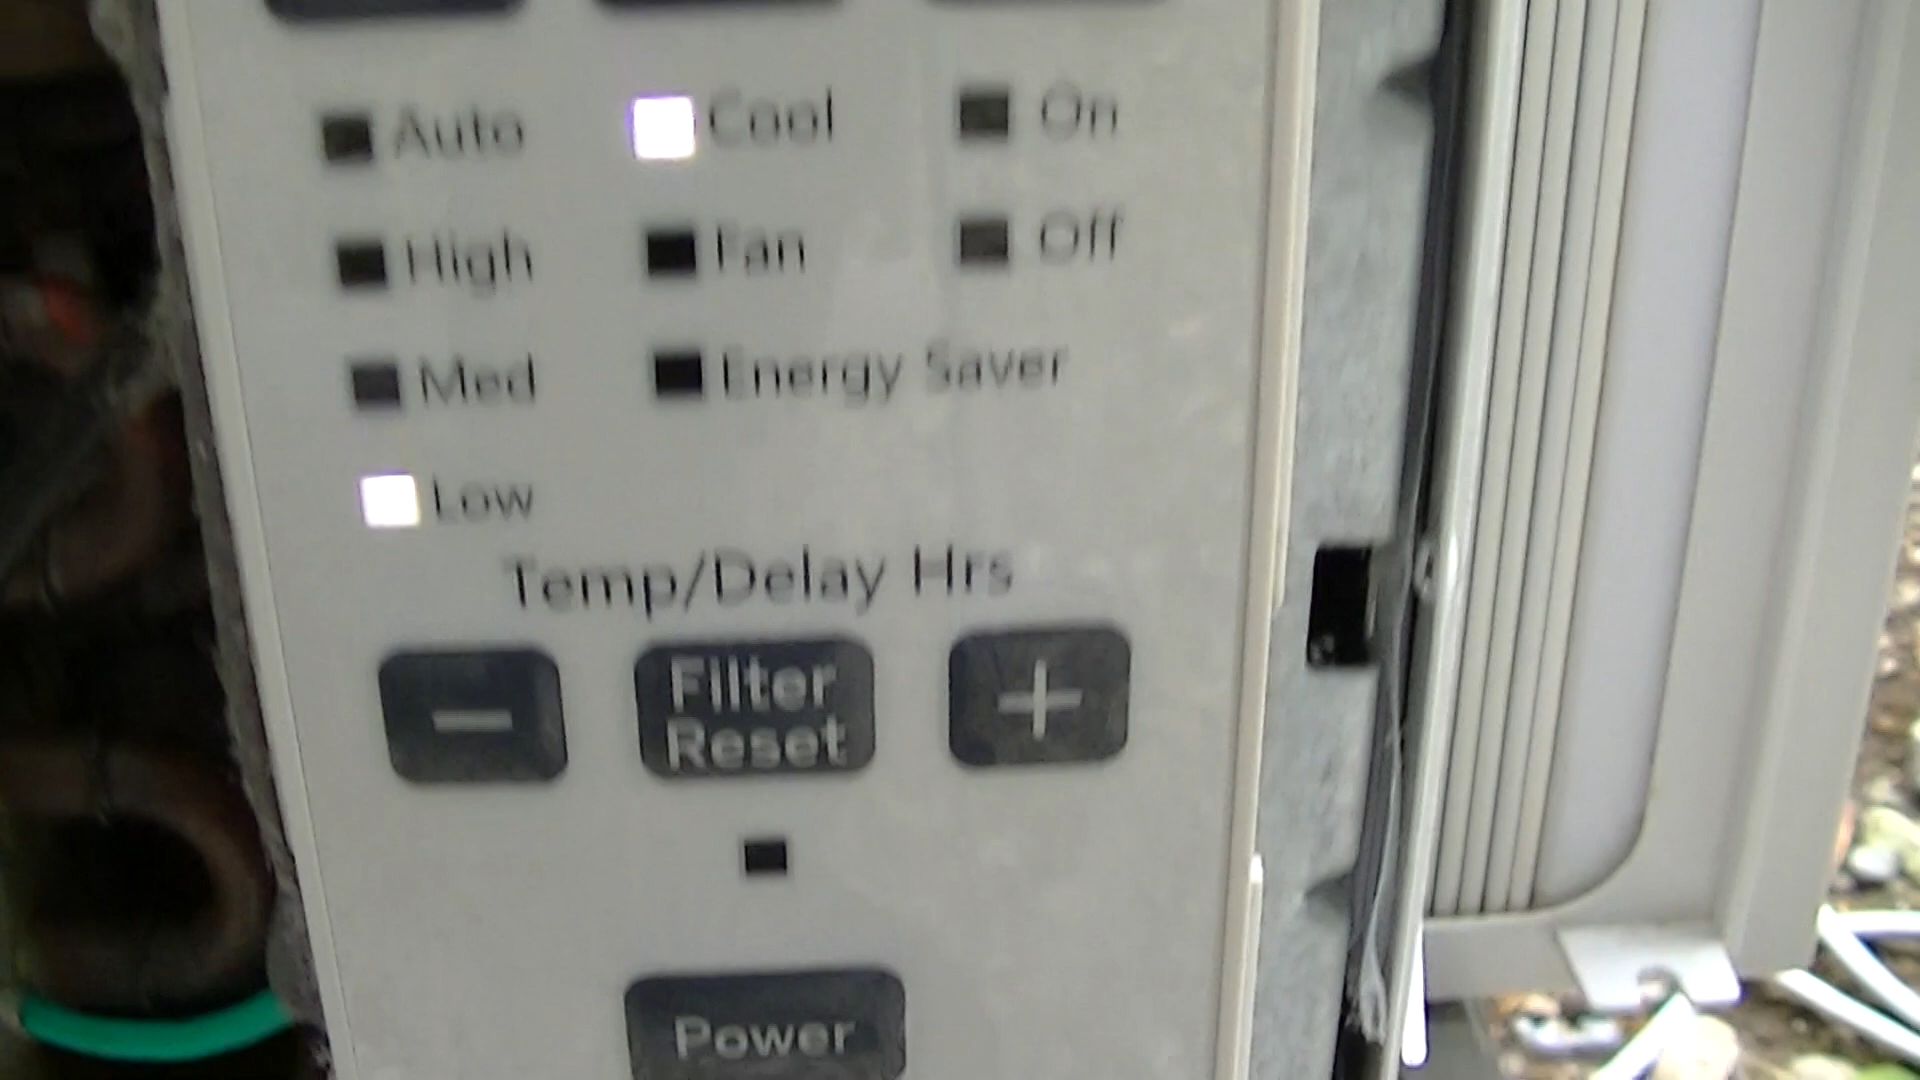 Auto Cool On
High Fan Off
Med Energy Saver
Low
Temp/Delay Hrs
− Filter Reset +
Power